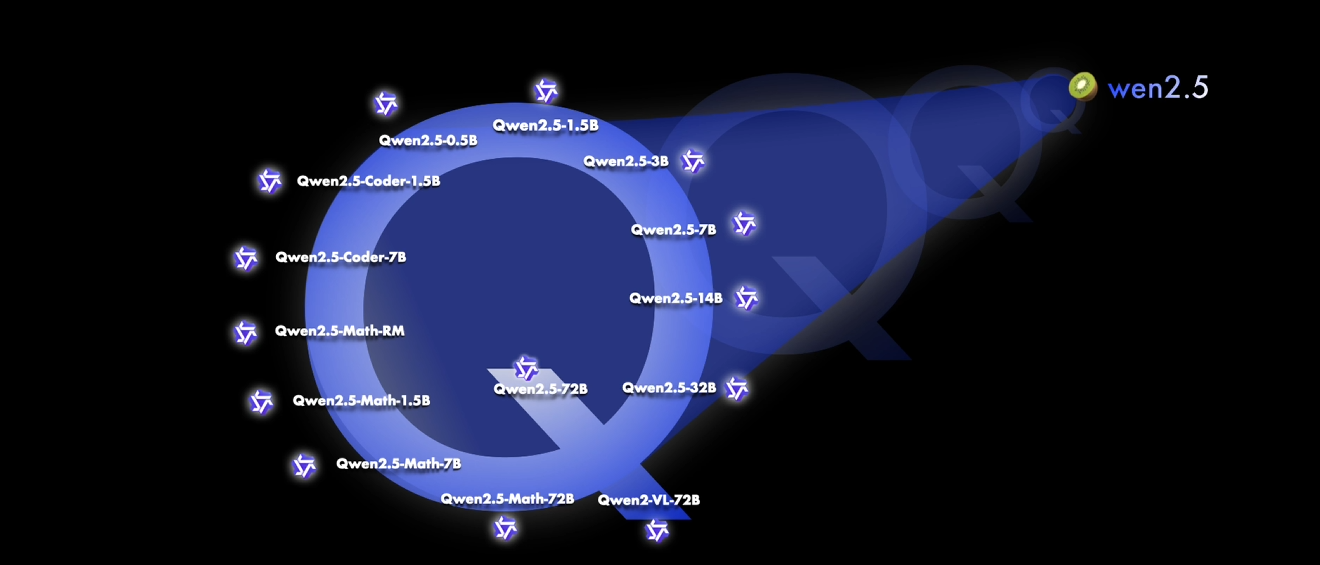 wen2.5
Qwen2.5-1.5B
Qwen2.5-0.5B
Qwen2.5-3B
Qwen2.5-Coder-1.5B
Qwen2.5-7B
Qwen2.5-Coder-7B
Qwen2.5-14B
Qwen2.5-Math-RM
Qwen2.5-72B
Qwen2.5-32B
Qwen2.5-Math-1.5B
Qwen2.5-Math-7B
Qwen2.5-Math-72B
Qwen2-VL-72B